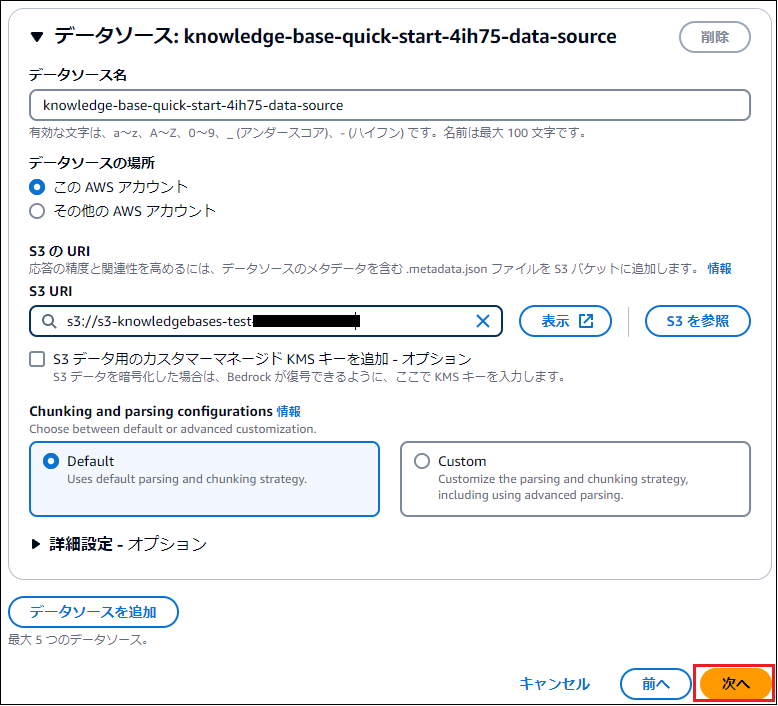 データソース: knowledge-base-quick-start-4ih75-data-source
削除
データソース名
knowledge-base-quick-start-4ih75-data-source
有効な文字は、a～z、A～Z、0～9、_ (アンダースコア)、- (ハイフン) です。名前は最大 100 文字です。
データソースの場所
この AWS アカウント
その他の AWS アカウント
S3 の URI
応答の精度と関連性を高めるには、データソースのメタデータを含む .metadata.json ファイルを S3 バケットに追加します。 情報
S3 URI
s3://s3-knowledgebases-test-
表示
S3 を参照
S3 データ用のカスタマーマネージド KMS キーを追加 - オプション
S3 データを暗号化した場合は、Bedrock が復号できるように、ここで KMS キーを入力します。
Chunking and parsing configurations 情報
Choose between default or advanced customization.
Default
Uses default parsing and chunking strategy.
Custom
Customize the parsing and chunking strategy,
including using advanced parsing.
詳細設定 - オプション
データソースを追加
最大 5 つのデータソース。
キャンセル
前へ
次へ